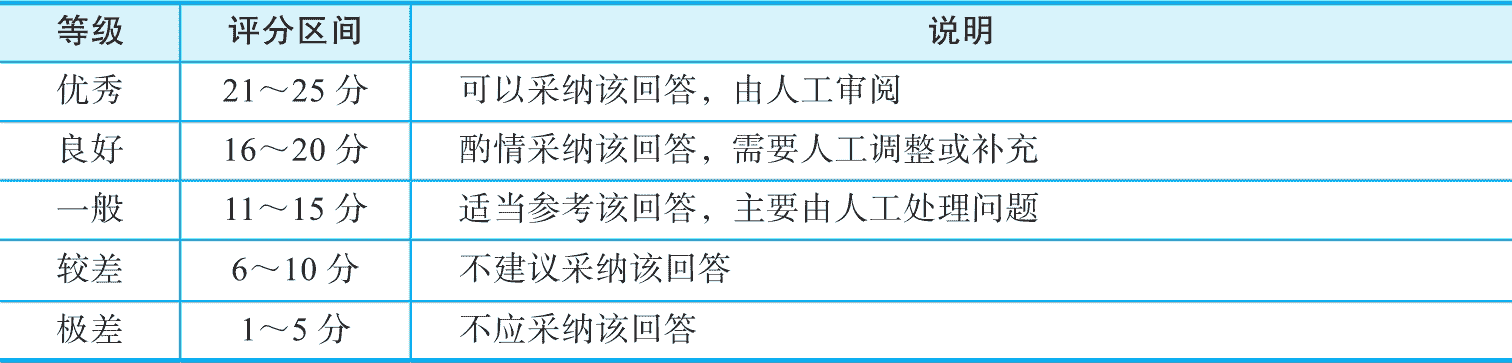 等级 评分区间 说明
优秀 21～25 分 可以采纳该回答，由人工审阅
良好 16～20 分 酌情采纳该回答，需要人工调整或补充
一般 11～15 分 适当参考该回答，主要由人工处理问题
较差 6～10 分 不建议采纳该回答
极差 1～5 分 不应采纳该回答